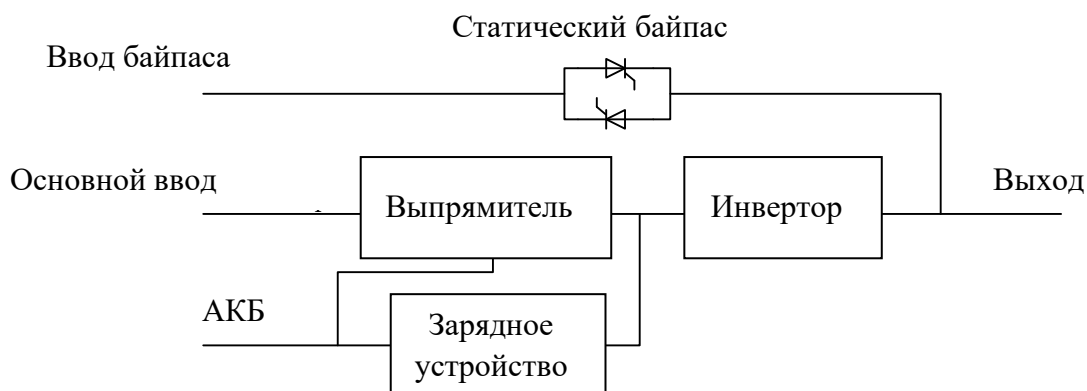 Статический байпас
Ввод байпаса
Основной ввод
Выпрямитель
Инвертор
Выход
АКБ
Зарядное
устройство